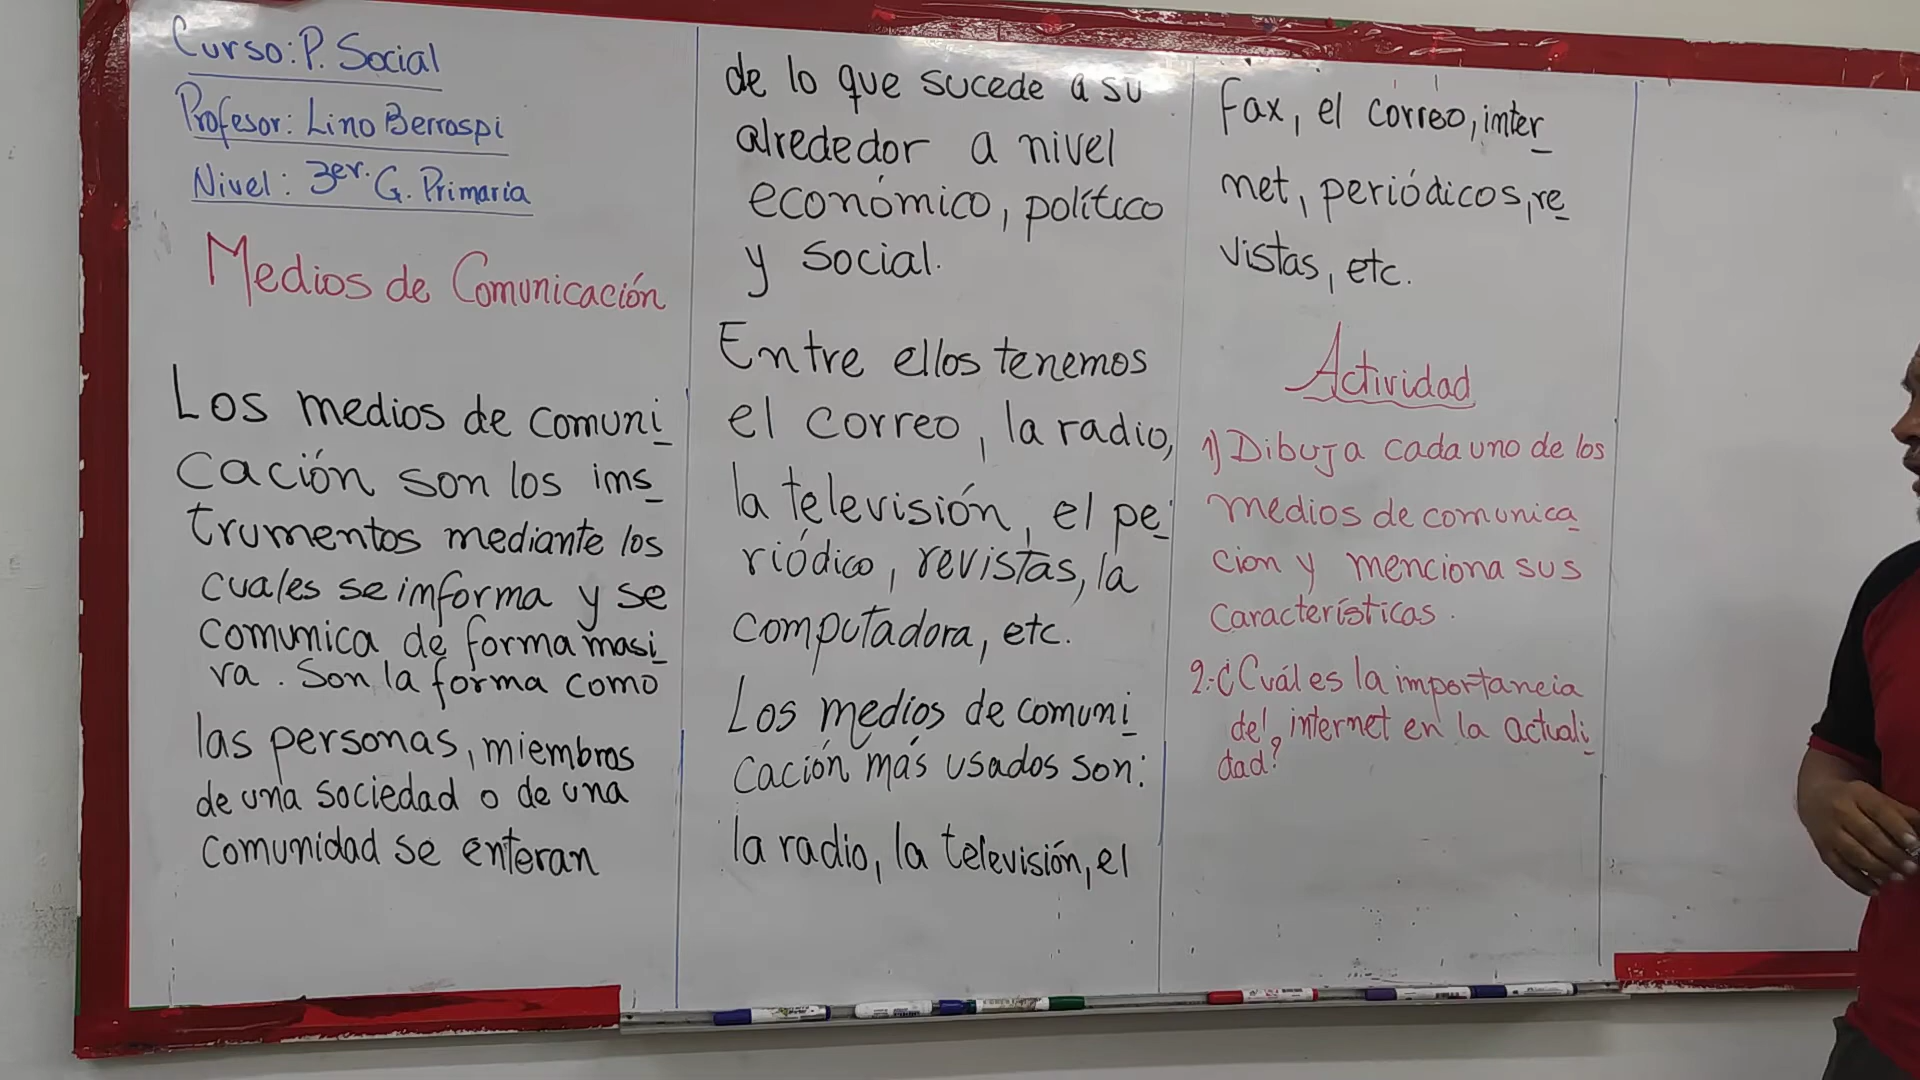 Curso: P. Social
Profesor: Lino Berrospi
Nivel: 3er. G. Primaria
Medios de Comunicación
Los medios de comuni_
cación son los ins_
trumentos mediante los
cuales se informa y se
comunica de forma masi_
va. Son la forma como
las personas, miembros
de una sociedad o de una
comunidad se enteran
de lo que sucede a su
alrededor a nivel
económico, político
y social.
Entre ellos tenemos
el correo, la radio,
la televisión, el pe_
riódico, revistas, la
computadora, etc.
Los medios de comuni_
cación más usados son:
la radio, la televisión, el
Fax, el correo, inter_
net, periódicos, re_
vistas, etc.
Actividad
1) Dibuja cada uno de los
medios de comunica_
cion y menciona sus
características.
2.- ¿Cuál es la importancia
del internet en la actuali_
dad?